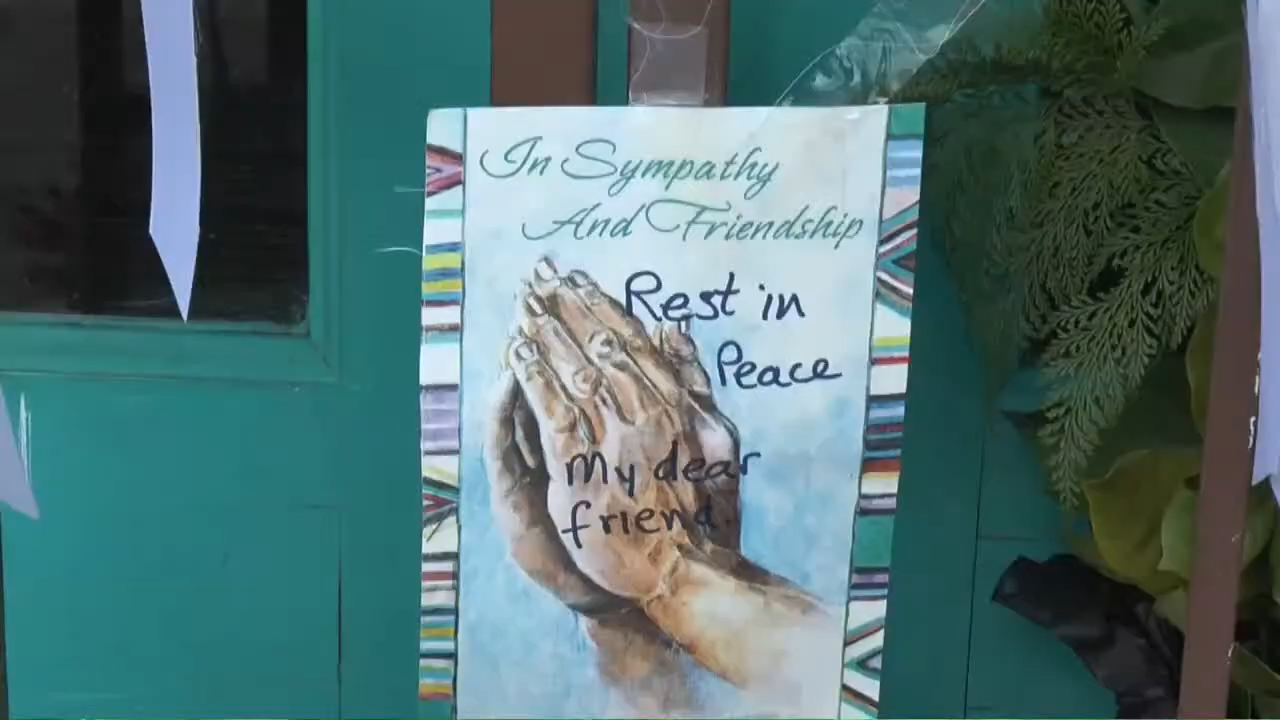 In Sympathy
And Friendship
Rest in
Peace
My dear
friend.